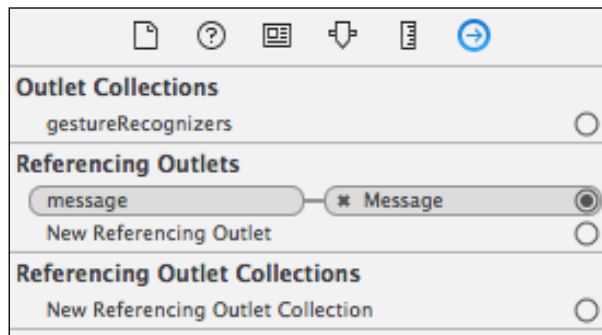 Outlet Collections
gestureRecognizers
Referencing Outlets
message Message
New Referencing Outlet
Referencing Outlet Collections
New Referencing Outlet Collection